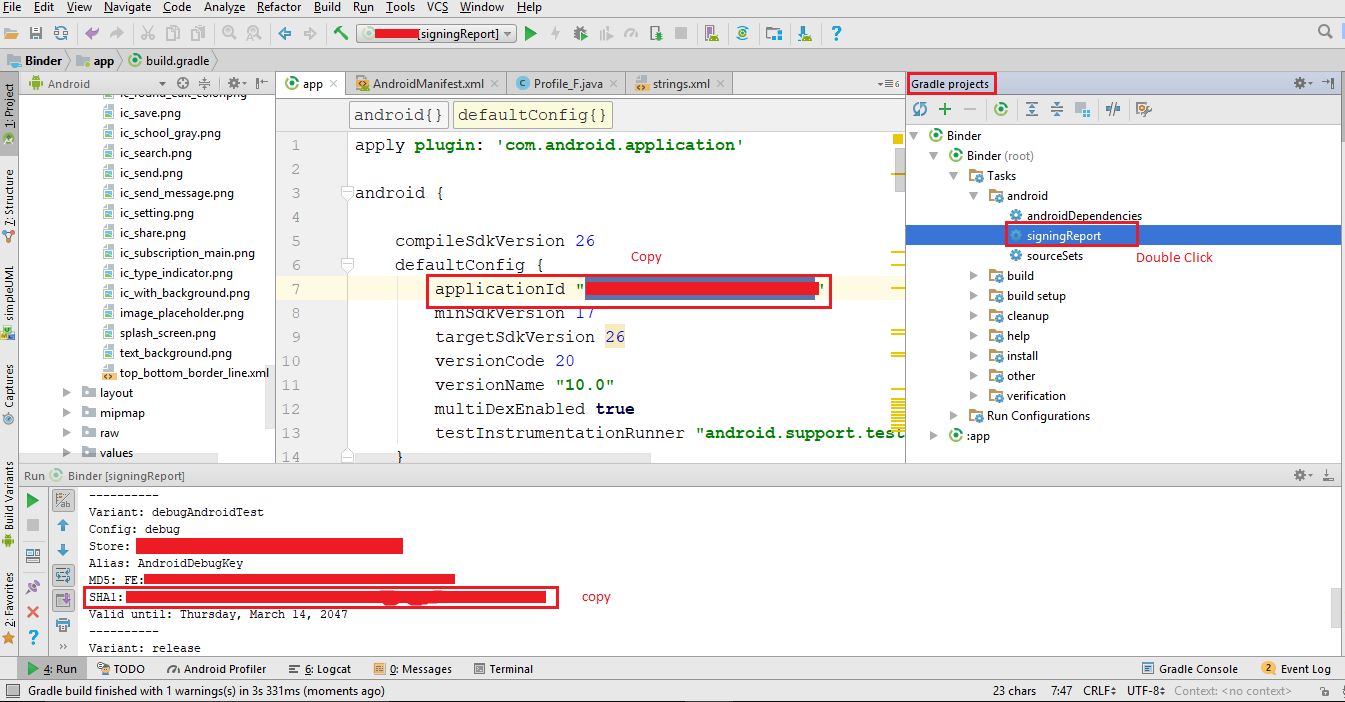 File Edit View Navigate Code Analyze Refactor Build Run Tools VCS Window Help
[signingReport]
Binder app build.gradle
Android
app AndroidManifest.xml Profile_F.java strings.xml
6
Gradle projects
1: Project
7: Structure
simpleUML
Captures
Build Variants
2: Favorites
ic_round_edit_color.png
ic_save.png
ic_school_gray.png
ic_search.png
ic_send.png
ic_send_message.png
ic_setting.png
ic_share.png
ic_subscription_main.png
ic_type_indicator.png
ic_with_background.png
image_placeholder.png
splash_screen.png
text_background.png
top_bottom_border_line.xml
layout
mipmap
raw
values
android{} defaultConfig{}
1 apply plugin: 'com.android.application'
2
3 android {
4
5 compileSdkVersion 26
6 defaultConfig {
Copy
7 applicationId " "
8 minSdkVersion 17
9 targetSdkVersion 26
10 versionCode 20
11 versionName "10.0"
12 multiDexEnabled true
13 testInstrumentationRunner "android.support.test
14 }
Binder
Binder (root)
Tasks
android
androidDependencies
signingReport
Double Click
sourceSets
build
build setup
cleanup
help
install
other
verification
Run Configurations
:app
Run Binder [signingReport]
----------
Variant: debugAndroidTest
Config: debug
Store:
Alias: AndroidDebugKey
MD5: FE:
SHA1:
copy
Valid until: Thursday, March 14, 2047
----------
Variant: release
4: Run TODO Android Profiler 6: Logcat 0: Messages Terminal Gradle Console 2 Event Log
Gradle build finished with 1 warnings(s) in 3s 331ms (moments ago) 23 chars 7:47 CRLF UTF-8 Context: <no context>